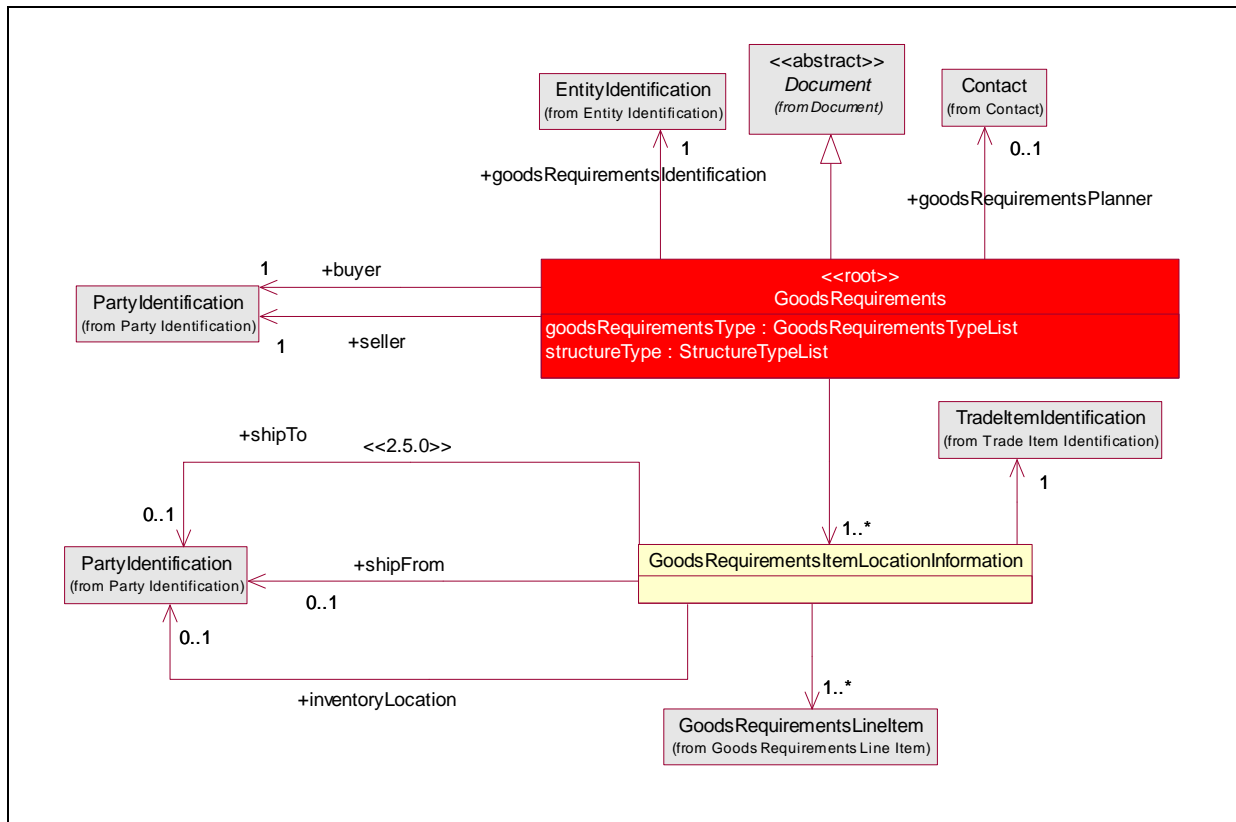 <<abstract>>
Document
(from Document)
EntityIdentification
(from Entity Identification)
Contact
(from Contact)
1
0..1
+goodsRequirementsIdentification
+goodsRequirementsPlanner
1
+buyer
<<root>>
GoodsRequirements
PartyIdentification
(from Party Identification)
goodsRequirementsType : GoodsRequirementsTypeList
structureType : StructureTypeList
1
+seller
TradeItemIdentification
(from Trade Item Identification)
+shipTo
<<2.5.0>>
1
0..1
1..*
PartyIdentification
(from Party Identification)
+shipFrom
GoodsRequirementsItemLocationInformation
0..1
0..1
+inventoryLocation
1..*
GoodsRequirementsLineItem
(from Goods Requirements Line Item)